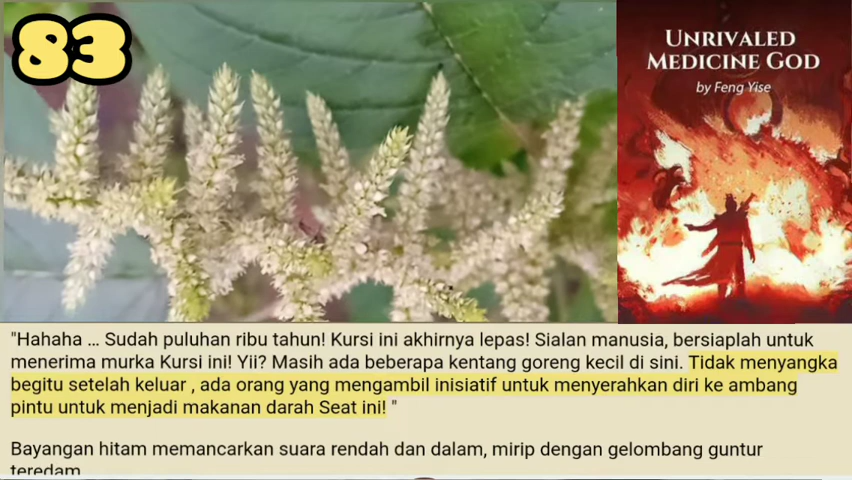 83
UNRIVALED
MEDICINE GOD
by Feng Yise
"Hahaha ... Sudah puluhan ribu tahun! Kursi ini akhirnya lepas! Sialan manusia, bersiaplah untuk
menerima murka Kursi ini! Yii? Masih ada beberapa kentang goreng kecil di sini. Tidak menyangka
begitu setelah keluar , ada orang yang mengambil inisiatif untuk menyerahkan diri ke ambang
pintu untuk menjadi makanan darah Seat ini! "
Bayangan hitam memancarkan suara rendah dan dalam, mirip dengan gelombang guntur
teredam